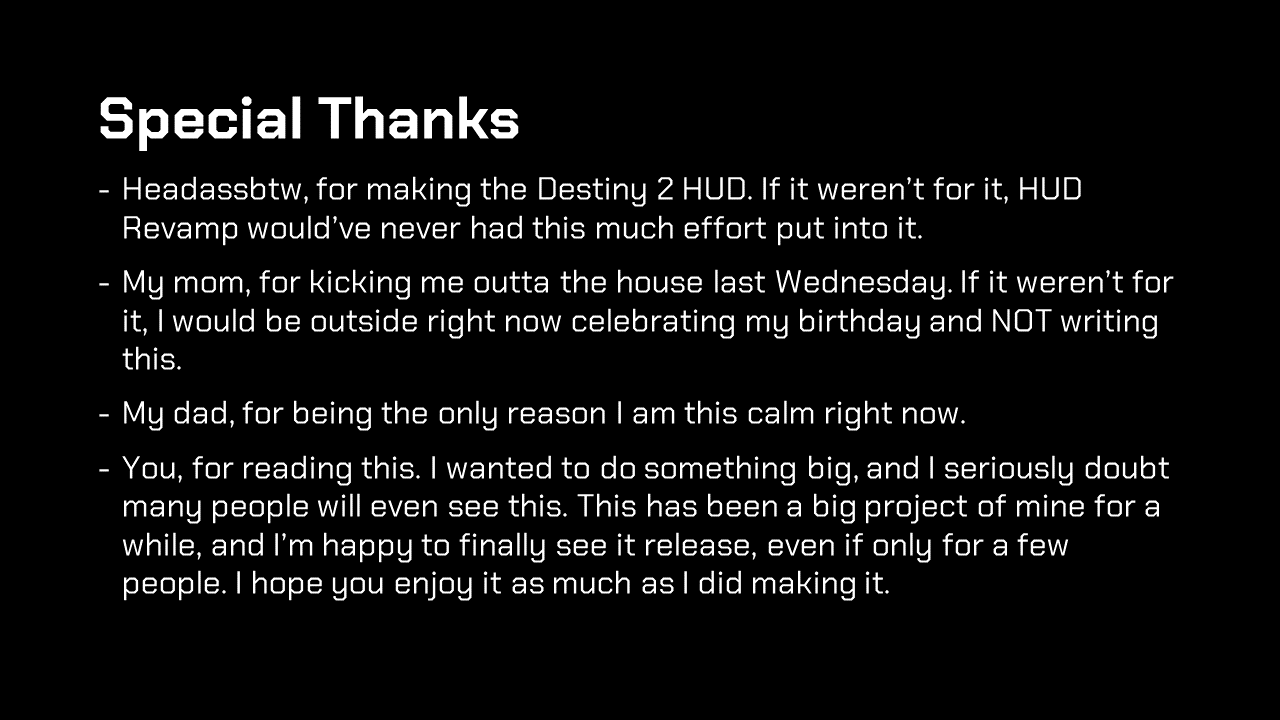 Special Thanks
- Headassbtw, for making the Destiny 2 HUD. If it weren’t for it, HUD
Revamp would’ve never had this much effort put into it.
- My mom, for kicking me outta the house last Wednesday. If it weren’t for
it, I would be outside right now celebrating my birthday and NOT writing
this.
- My dad, for being the only reason I am this calm right now.
- You, for reading this. I wanted to do something big, and I seriously doubt
many people will even see this. This has been a big project of mine for a
while, and I’m happy to finally see it release, even if only for a few
people. I hope you enjoy it as much as I did making it.